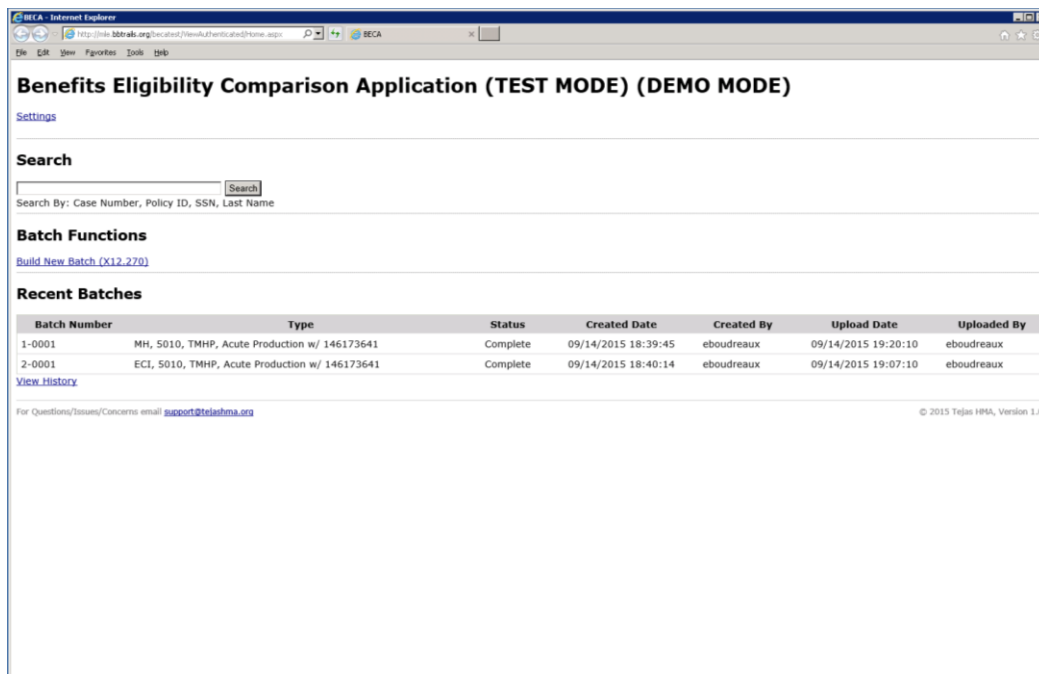 BECA - Internet Explorer
http://mle.bbtrails.org/becatest/ViewAuthenticated/Home.aspx BECA
File Edit View Favorites Tools Help
Benefits Eligibility Comparison Application (TEST MODE) (DEMO MODE)
Settings
Search
Search
Search By: Case Number, Policy ID, SSN, Last Name
Batch Functions
Build New Batch (X12.270)
Recent Batches
Batch Number Type Status Created Date Created By Upload Date Uploaded By
1-0001 MH, 5010, TMHP, Acute Production w/ 146173641 Complete 09/14/2015 18:39:45 eboudreaux 09/14/2015 19:20:10 eboudreaux
2-0001 ECI, 5010, TMHP, Acute Production w/ 146173641 Complete 09/14/2015 18:40:14 eboudreaux 09/14/2015 19:07:10 eboudreaux
View History
For Questions/Issues/Concerns email support@tejashma.org © 2015 Tejas HMA, Version